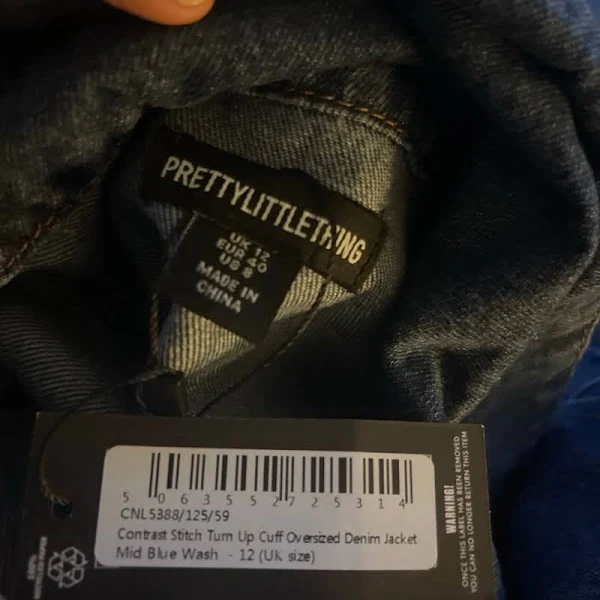 PRETTYLITTLETHING
UK 12
EUR 40
US 8
MADE IN
CHINA
5 063552 725314
CNL5388/125/59
Contrast Stitch Turn Up Cuff Oversized Denim Jacket
Mid Blue Wash - 12 (UK size)
WARNING!
ONCE THIS LABEL HAS BEEN REMOVED
YOU CAN NO LONGER RETURN THIS ITEM